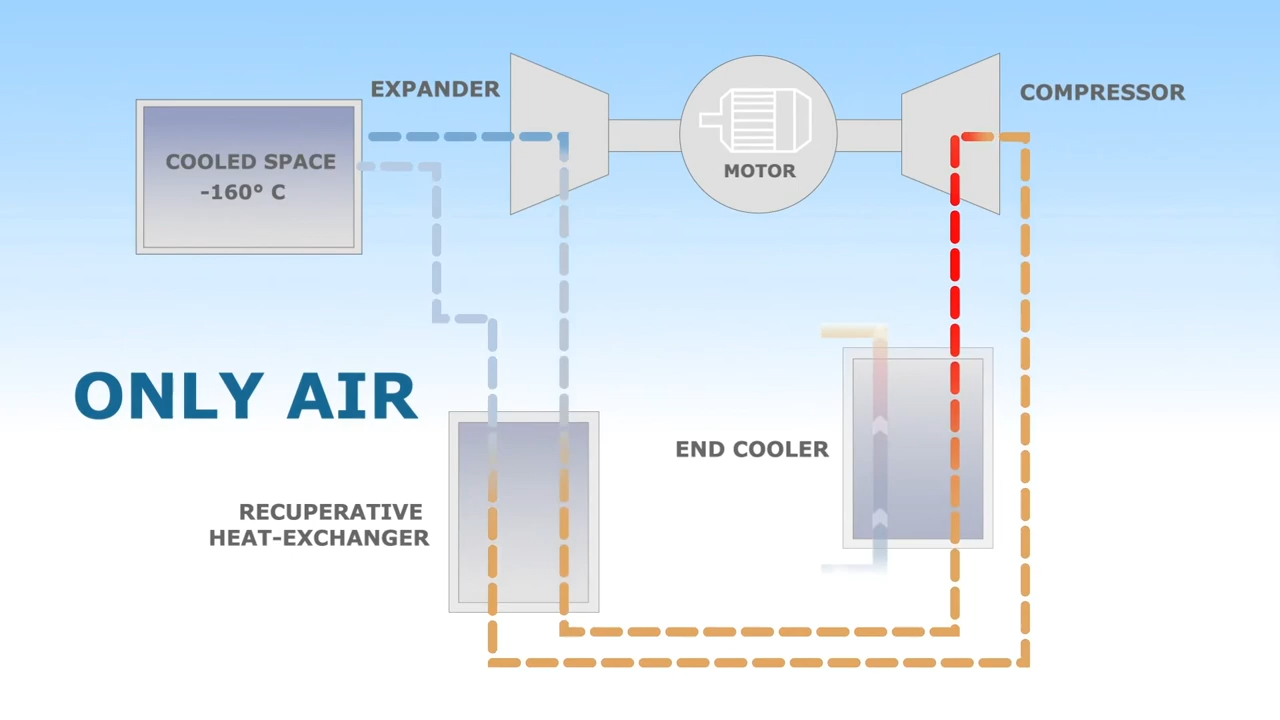 EXPANDER
COMPRESSOR
COOLED SPACE
-160° C
MOTOR
ONLY AIR
END COOLER
RECUPERATIVE
HEAT-EXCHANGER